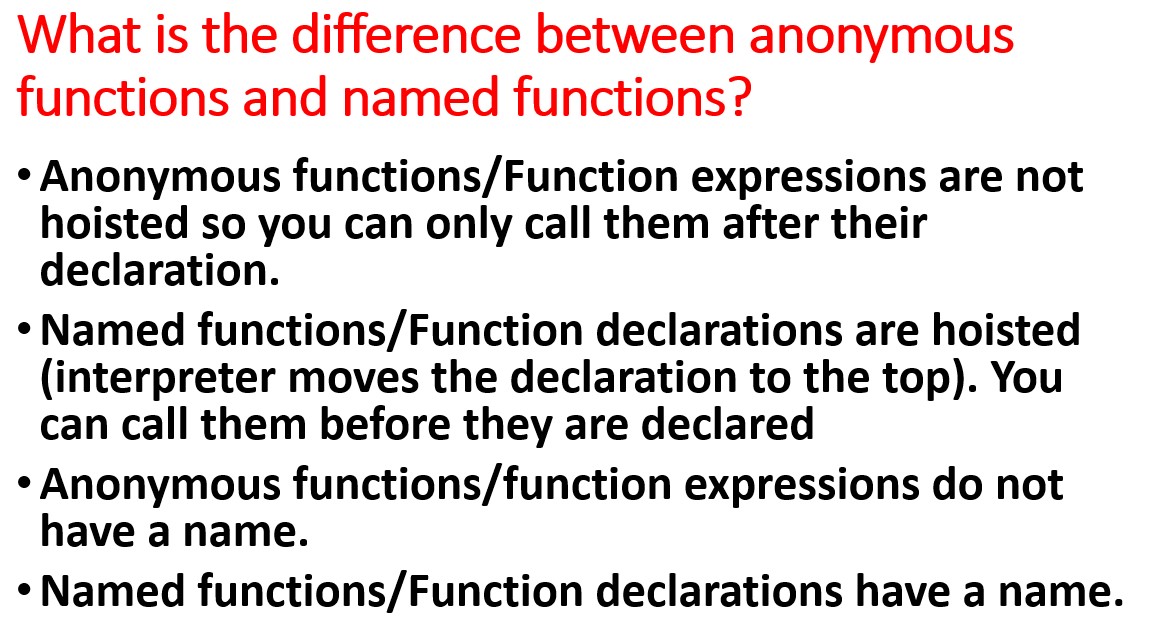 What is the difference between anonymous
functions and named functions?
• Anonymous functions/Function expressions are not
hoisted so you can only call them after their
declaration.
• Named functions/Function declarations are hoisted
(interpreter moves the declaration to the top). You
can call them before they are declared
• Anonymous functions/function expressions do not
have a name.
• Named functions/Function declarations have a name.